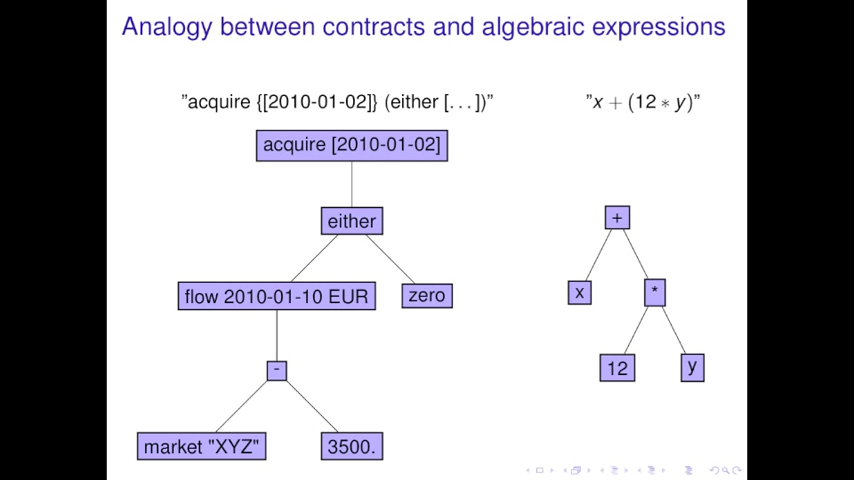 Analogy between contracts and algebraic expressions
"acquire {[2010-01-02]} (either [. . . ])" "x + (12 ∗ y)"
acquire [2010-01-02]
either
+
flow 2010-01-10 EUR zero
x *
-
12 y
market "XYZ" 3500.